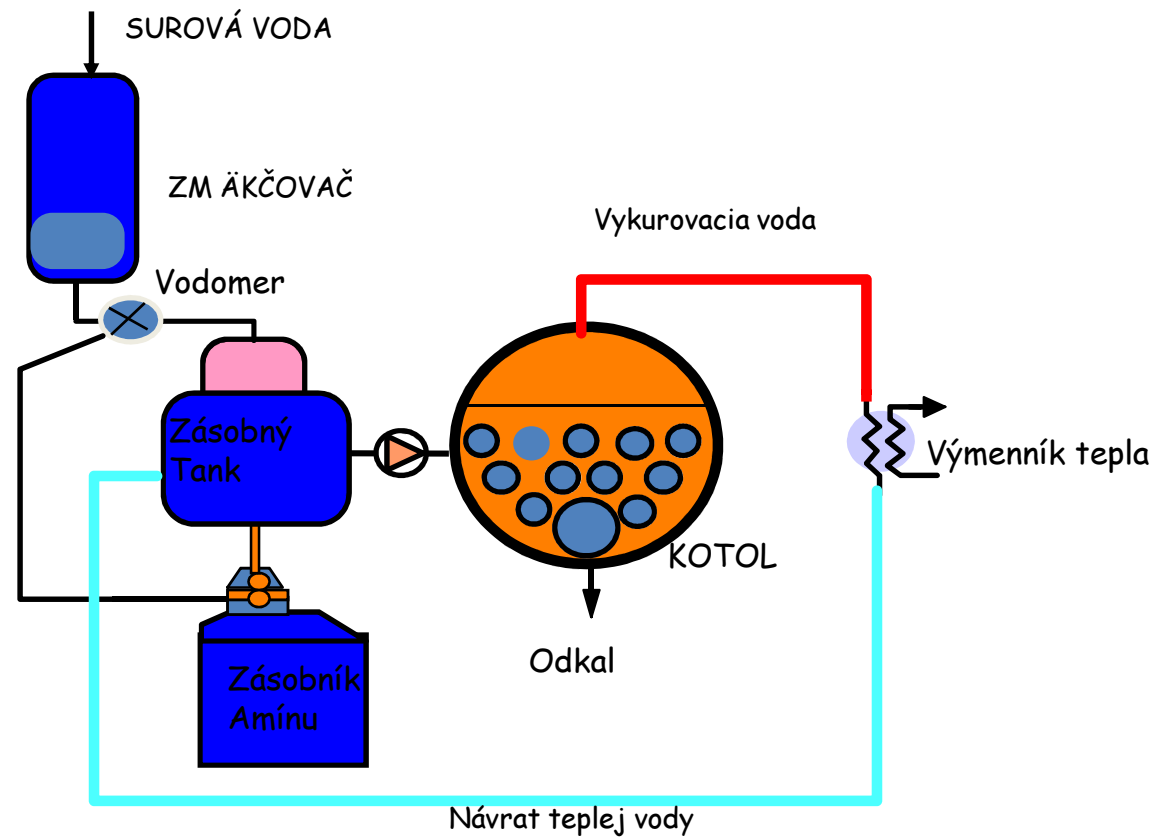 SUROVÁ VODA
ZM ÄKČOVAČ
Vykurovacia voda
Vodomer
Zásobný
Tank
Výmenník tepla
KOTOL
Odkal
Zásobník
Amínu
Návrat teplej vody